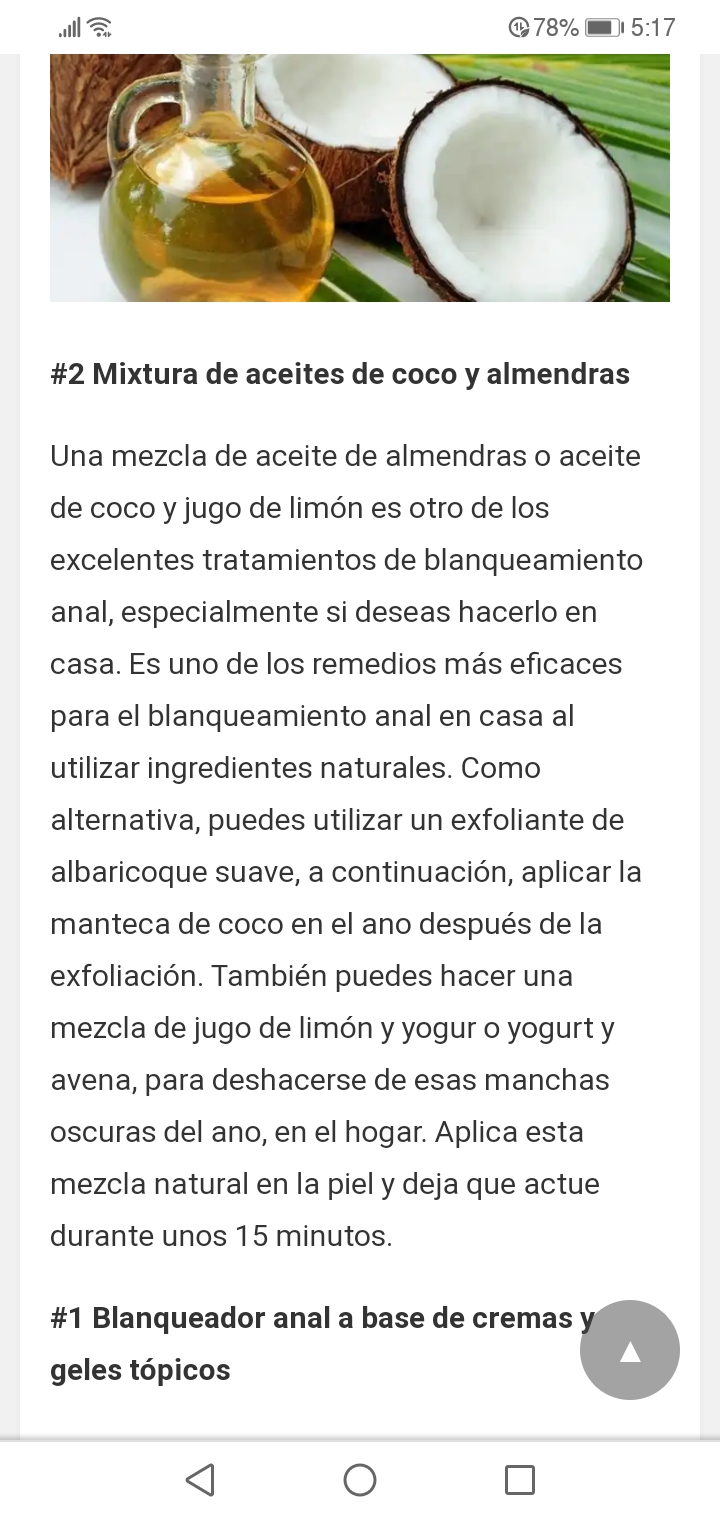 78% 5:17
#2 Mixtura de aceites de coco y almendras
Una mezcla de aceite de almendras o aceite
de coco y jugo de limón es otro de los
excelentes tratamientos de blanqueamiento
anal, especialmente si deseas hacerlo en
casa. Es uno de los remedios más eficaces
para el blanqueamiento anal en casa al
utilizar ingredientes naturales. Como
alternativa, puedes utilizar un exfoliante de
albaricoque suave, a continuación, aplicar la
manteca de coco en el ano después de la
exfoliación. También puedes hacer una
mezcla de jugo de limón y yogur o yogurt y
avena, para deshacerse de esas manchas
oscuras del ano, en el hogar. Aplica esta
mezcla natural en la piel y deja que actue
durante unos 15 minutos.
#1 Blanqueador anal a base de cremas y
geles tópicos